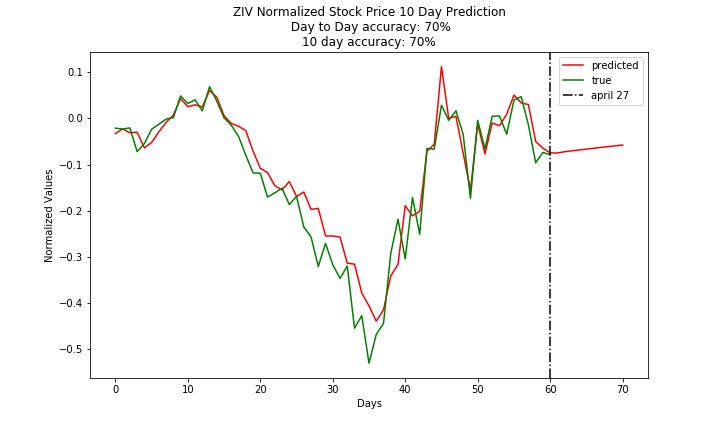 ZIV Normalized Stock Price 10 Day Prediction
Day to Day accuracy: 70%
10 day accuracy: 70%
predicted
true
april 27
0.1
0.0
−0.1
−0.2
−0.3
−0.4
−0.5
Normalized Values
0 10 20 30 40 50 60 70
Days